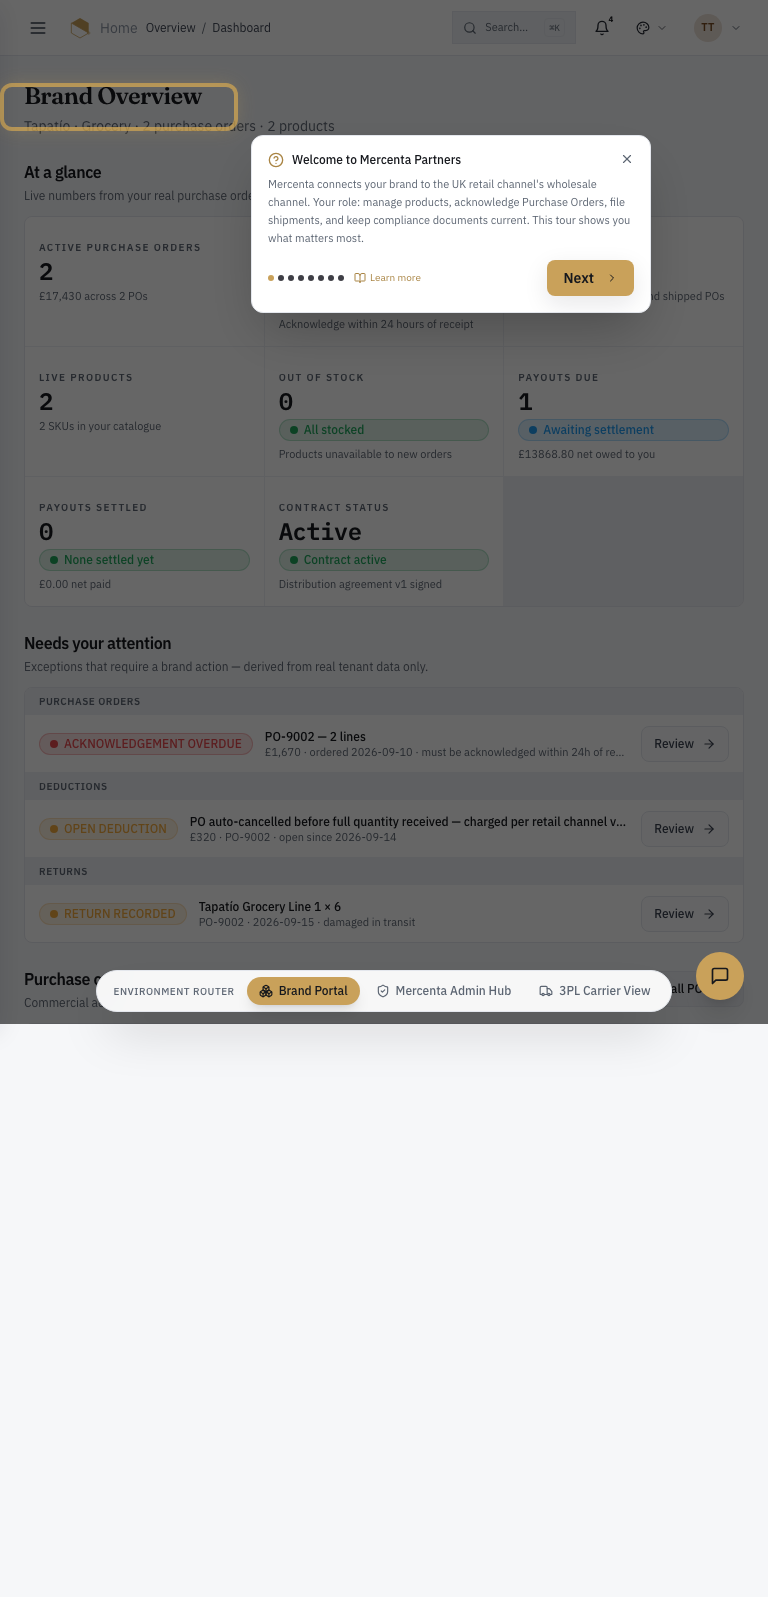 Home Overview / Dashboard Search... ⌘K 4 TT
Brand Overview
Tapatío · Grocery · 2 purchase orders · 2 products
Welcome to Mercenta Partners
Mercenta connects your brand to the UK retail channel's wholesale
channel. Your role: manage products, acknowledge Purchase Orders, file
shipments, and keep compliance documents current. This tour shows you
what matters most.
Learn more
Next
At a glance
Live numbers from your real purchase
ACTIVE PURCHASE ORDERS
2
£17,430 across 2 POs
Acknowledge within 24 hours of receipt
shipped POs
LIVE PRODUCTS
2
2 SKUs in your catalogue
OUT OF STOCK
0
All stocked
Products unavailable to new orders
PAYOUTS DUE
1
Awaiting settlement
£13868.80 net owed to you
PAYOUTS SETTLED
0
None settled yet
£0.00 net paid
CONTRACT STATUS
Active
Contract active
Distribution agreement v1 signed
Needs your attention
Exceptions that require a brand action — derived from real tenant data only.
PURCHASE ORDERS
ACKNOWLEDGEMENT OVERDUE
PO-9002 — 2 lines
£1,670 · ordered 2026-09-10 · must be acknowledged within 24h of re...
Review
DEDUCTIONS
OPEN DEDUCTION
PO auto-cancelled before full quantity received — charged per retail channel v...
£320 · PO-9002 · open since 2026-09-14
Review
RETURNS
RETURN RECORDED
Tapatío Grocery Line 1 × 6
PO-9002 · 2026-09-15 · damaged in transit
Review
Purchase
Commercial
ENVIRONMENT ROUTER
Brand Portal
Mercenta Admin Hub
3PL Carrier View